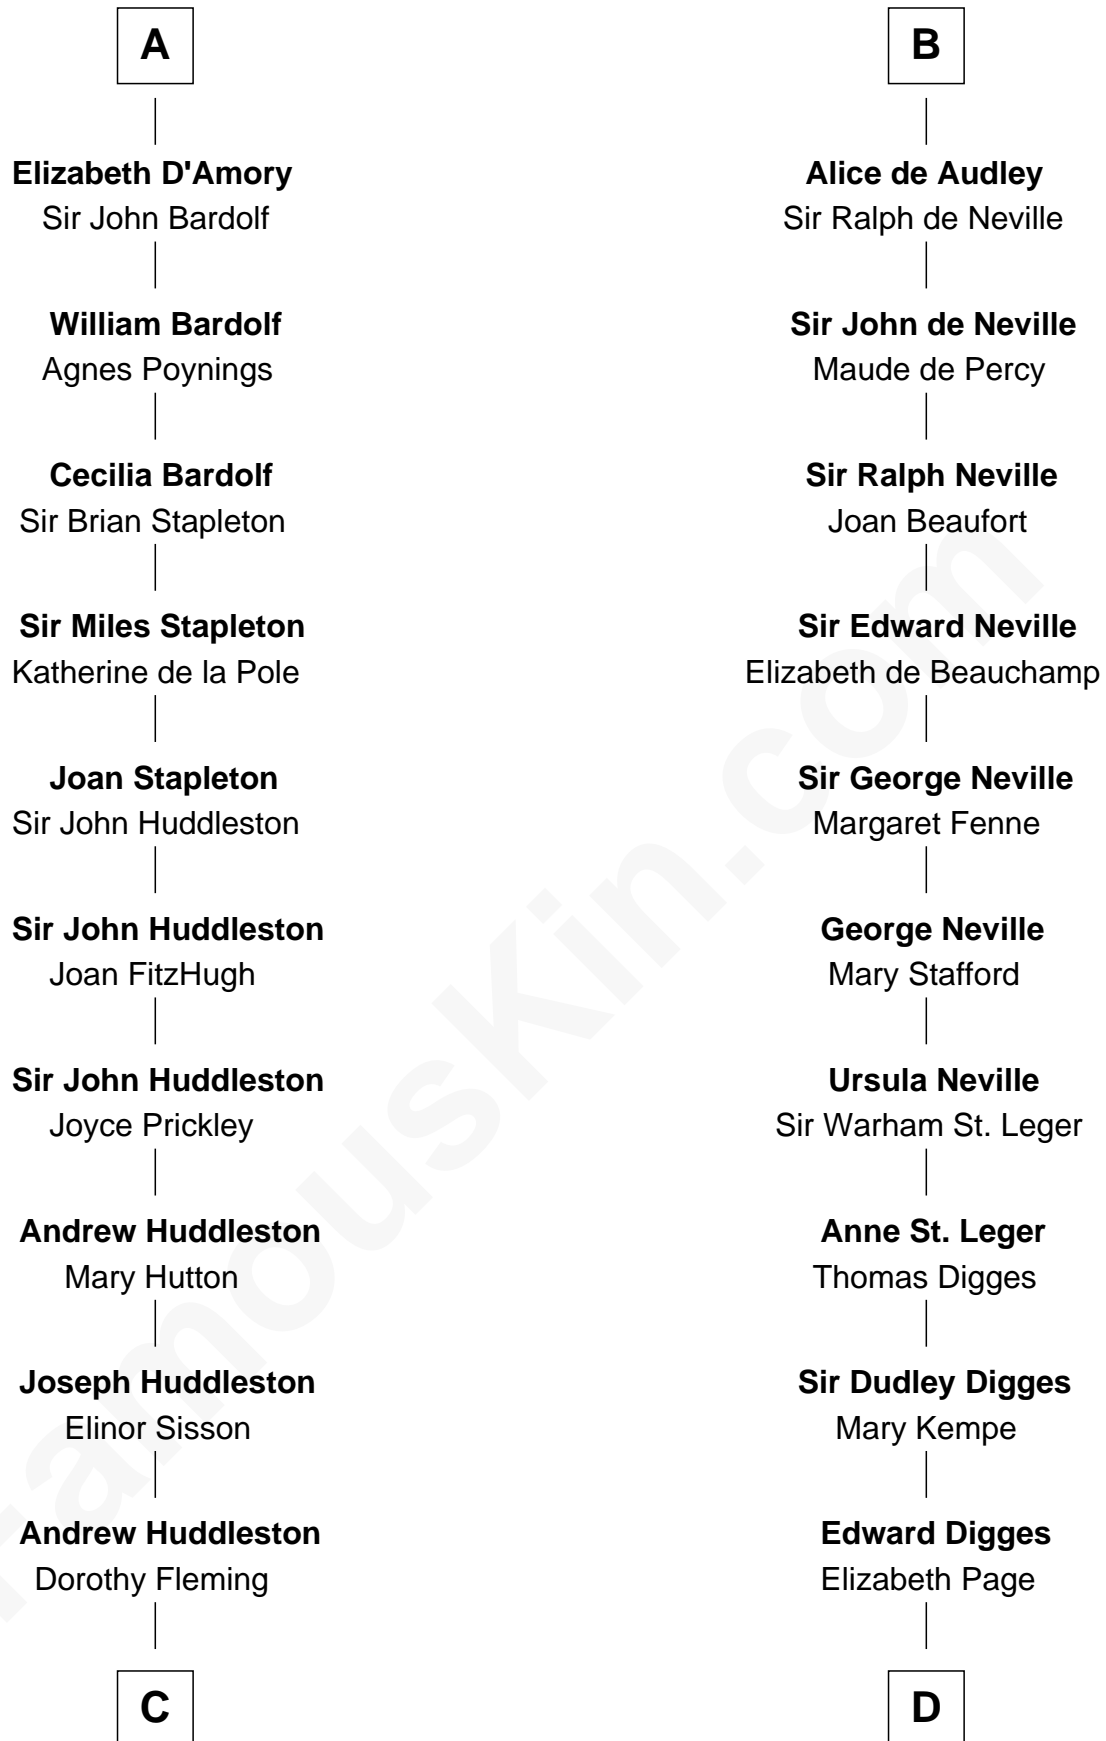 A
Elizabeth D'Amory
Sir John Bardolf
William Bardolf
Agnes Poynings
Cecilia Bardolf
Sir Brian Stapleton
Sir Miles Stapleton
Katherine de la Pole
Joan Stapleton
Sir John Huddleston
Sir John Huddleston
Joan FitzHugh
Sir John Huddleston
Joyce Prickley
Andrew Huddleston
Mary Hutton
Joseph Huddleston
Elinor Sisson
Andrew Huddleston
Dorothy Fleming
C
B
Alice de Audley
Sir Ralph de Neville
Sir John de Neville
Maude de Percy
Sir Ralph Neville
Joan Beaufort
Sir Edward Neville
Elizabeth de Beauchamp
Sir George Neville
Margaret Fenne
George Neville
Mary Stafford
Ursula Neville
Sir Warham St. Leger
Anne St. Leger
Thomas Digges
Sir Dudley Digges
Mary Kempe
Edward Digges
Elizabeth Page
D
FamousKin.com